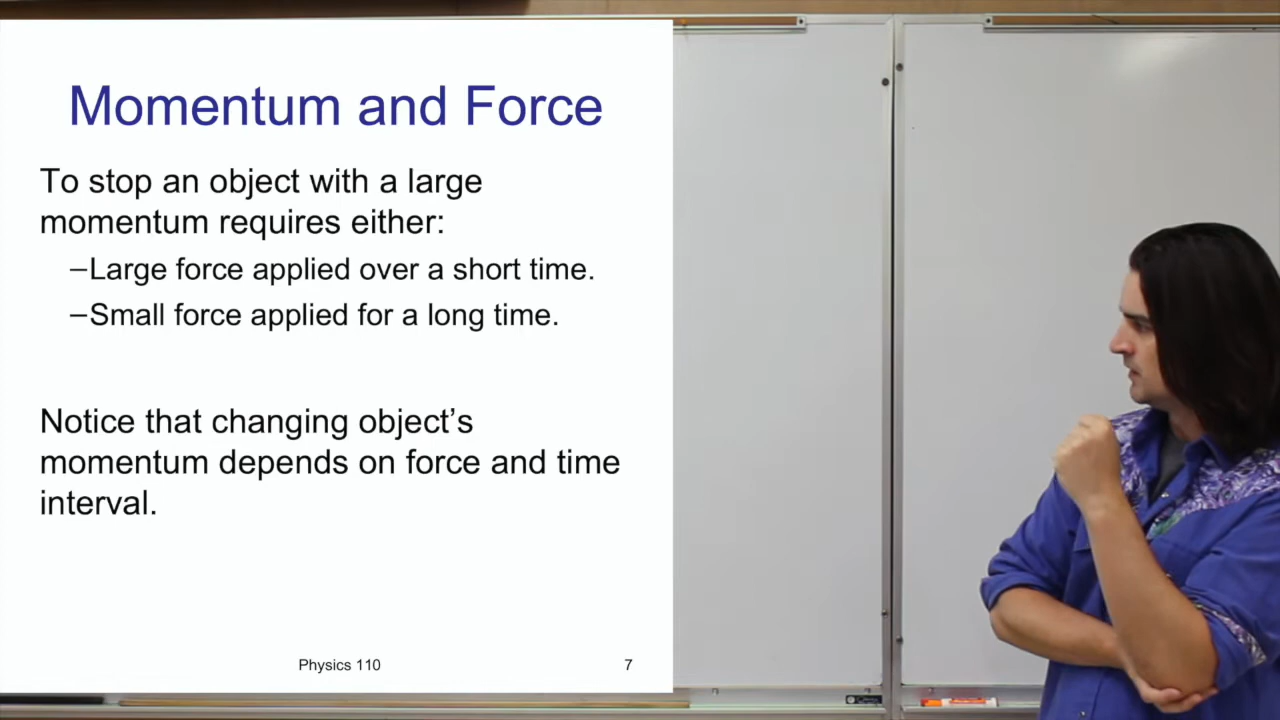 Momentum and Force
To stop an object with a large
momentum requires either:
–Large force applied over a short time.
–Small force applied for a long time.
Notice that changing object’s
momentum depends on force and time
interval.
Physics 110
7